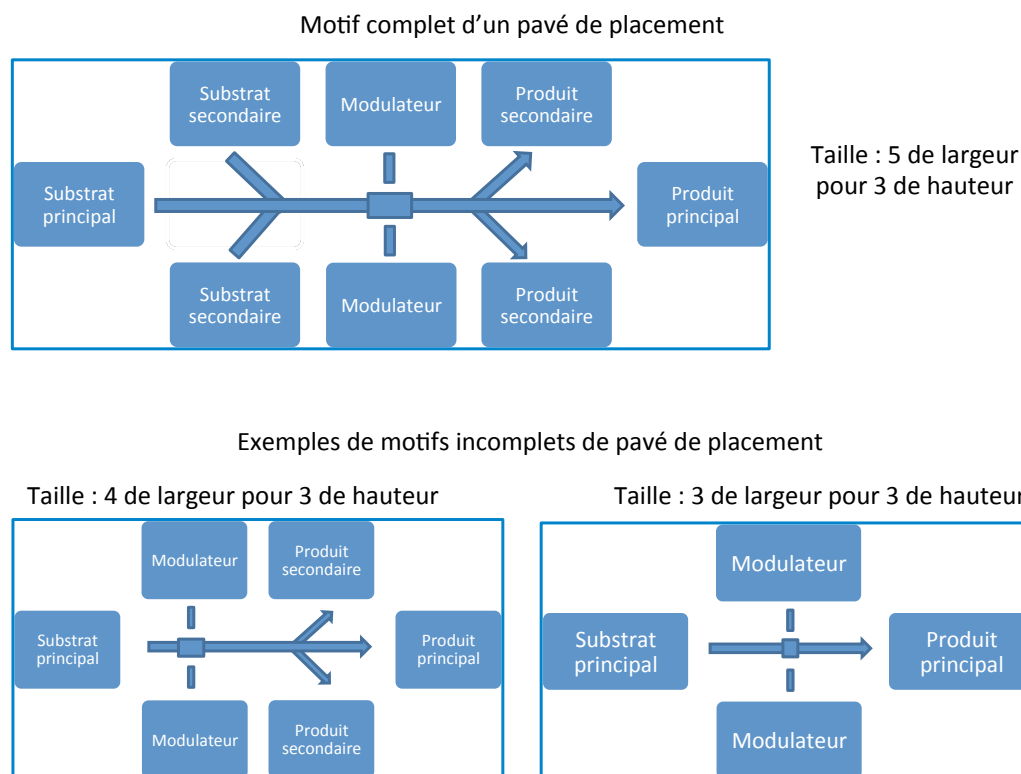 Motif complet d'un pavé de placement
Substrat
secondaire
Modulateur
Produit
secondaire
Taille : 5 de largeur
pour 3 de hauteur
Substrat
principal
Produit
principal
Substrat
secondaire
Modulateur
Produit
secondaire
Exemples de motifs incomplets de pavé de placement
Taille : 4 de largeur pour 3 de hauteur
Modulateur
Produit
secondaire
Substrat
principal
Produit
principal
Modulateur
Produit
secondaire
Taille : 3 de largeur pour 3 de hauteur
Modulateur
Substrat
principal
Produit
principal
Modulateur